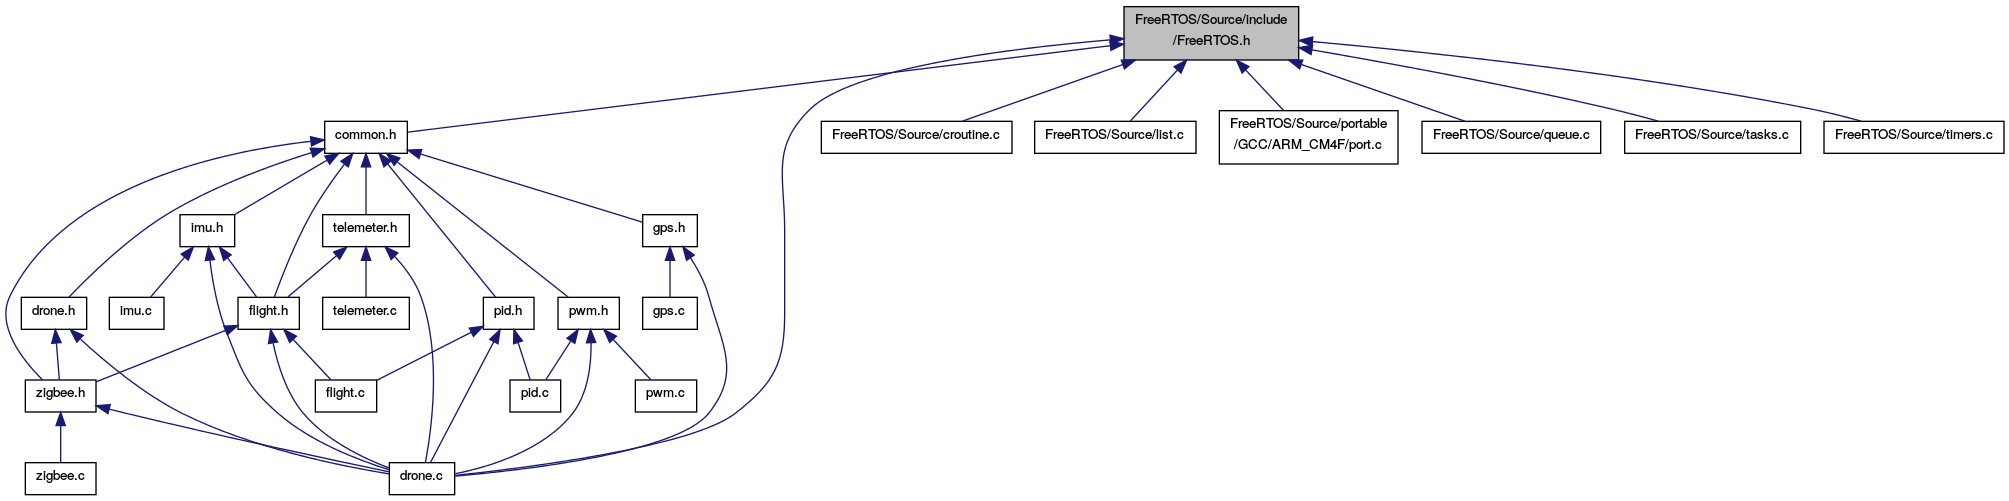 FreeRTOS/Source/include
/FreeRTOS.h
common.h
FreeRTOS/Source/croutine.c
FreeRTOS/Source/list.c
FreeRTOS/Source/portable
/GCC/ARM_CM4F/port.c
FreeRTOS/Source/queue.c
FreeRTOS/Source/tasks.c
FreeRTOS/Source/timers.c
imu.h
telemeter.h
gps.h
drone.h
imu.c
flight.h
telemeter.c
pid.h
pwm.h
gps.c
zigbee.h
flight.c
pid.c
pwm.c
zigbee.c
drone.c